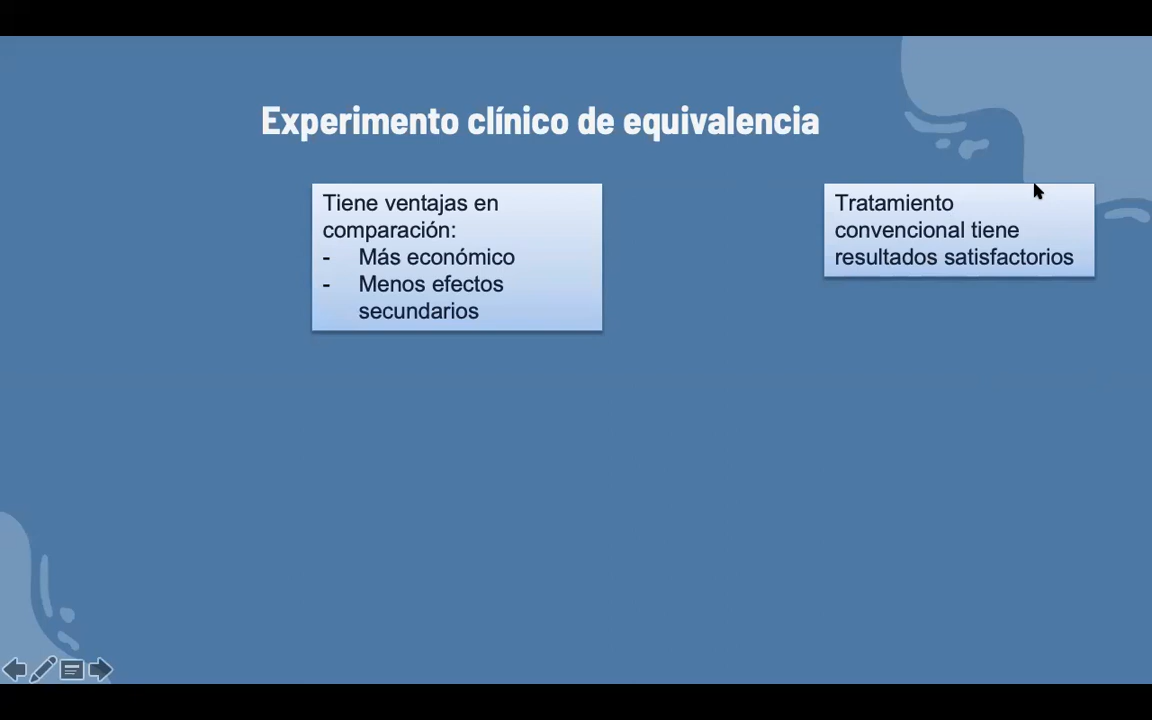 Experimento clínico de equivalencia
Tiene ventajas en
comparación:
- Más económico
- Menos efectos
secundarios
Tratamiento
convencional tiene
resultados satisfactorios